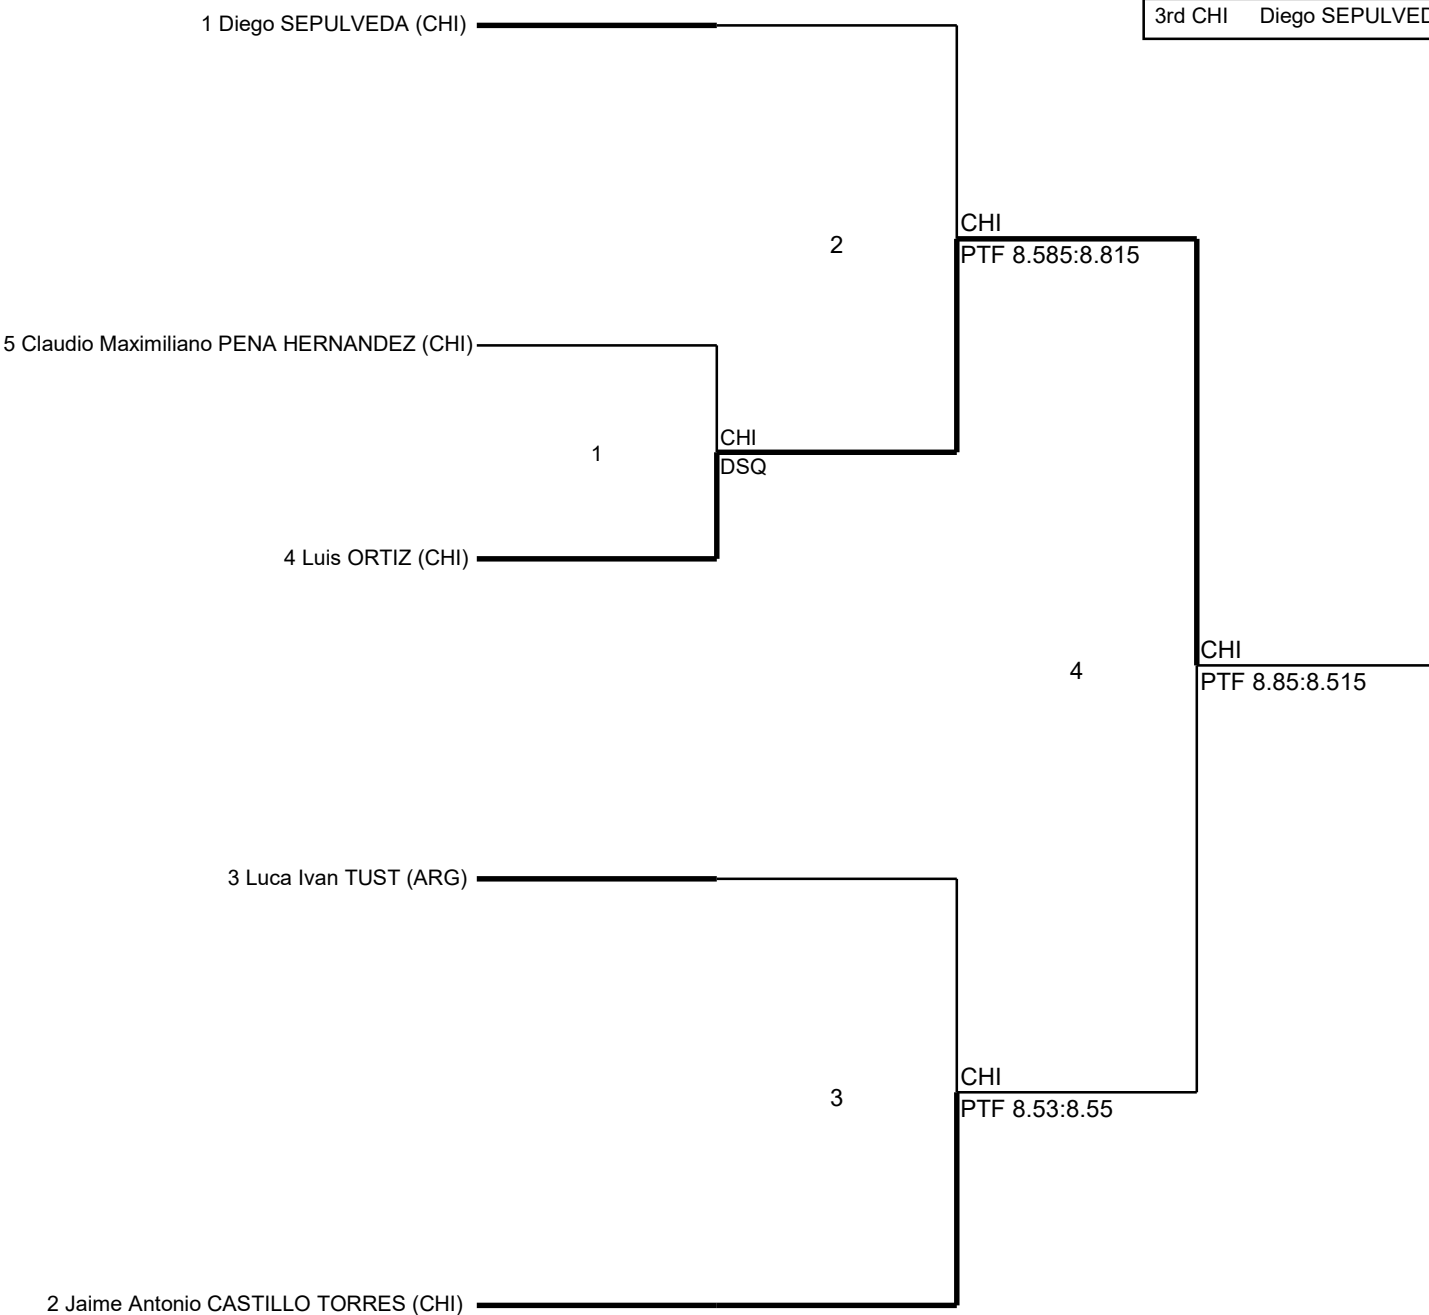 1 Diego SEPULVEDA (CHI)
3rd CHI Diego SEPULVED
CHI
2
PTF 8.585:8.815
5 Claudio Maximiliano PENA HERNANDEZ (CHI)
CHI
1
DSQ
4 Luis ORTIZ (CHI)
CHI
4
PTF 8.85:8.515
3 Luca Ivan TUST (ARG)
CHI
3
PTF 8.53:8.55
2 Jaime Antonio CASTILLO TORRES (CHI)